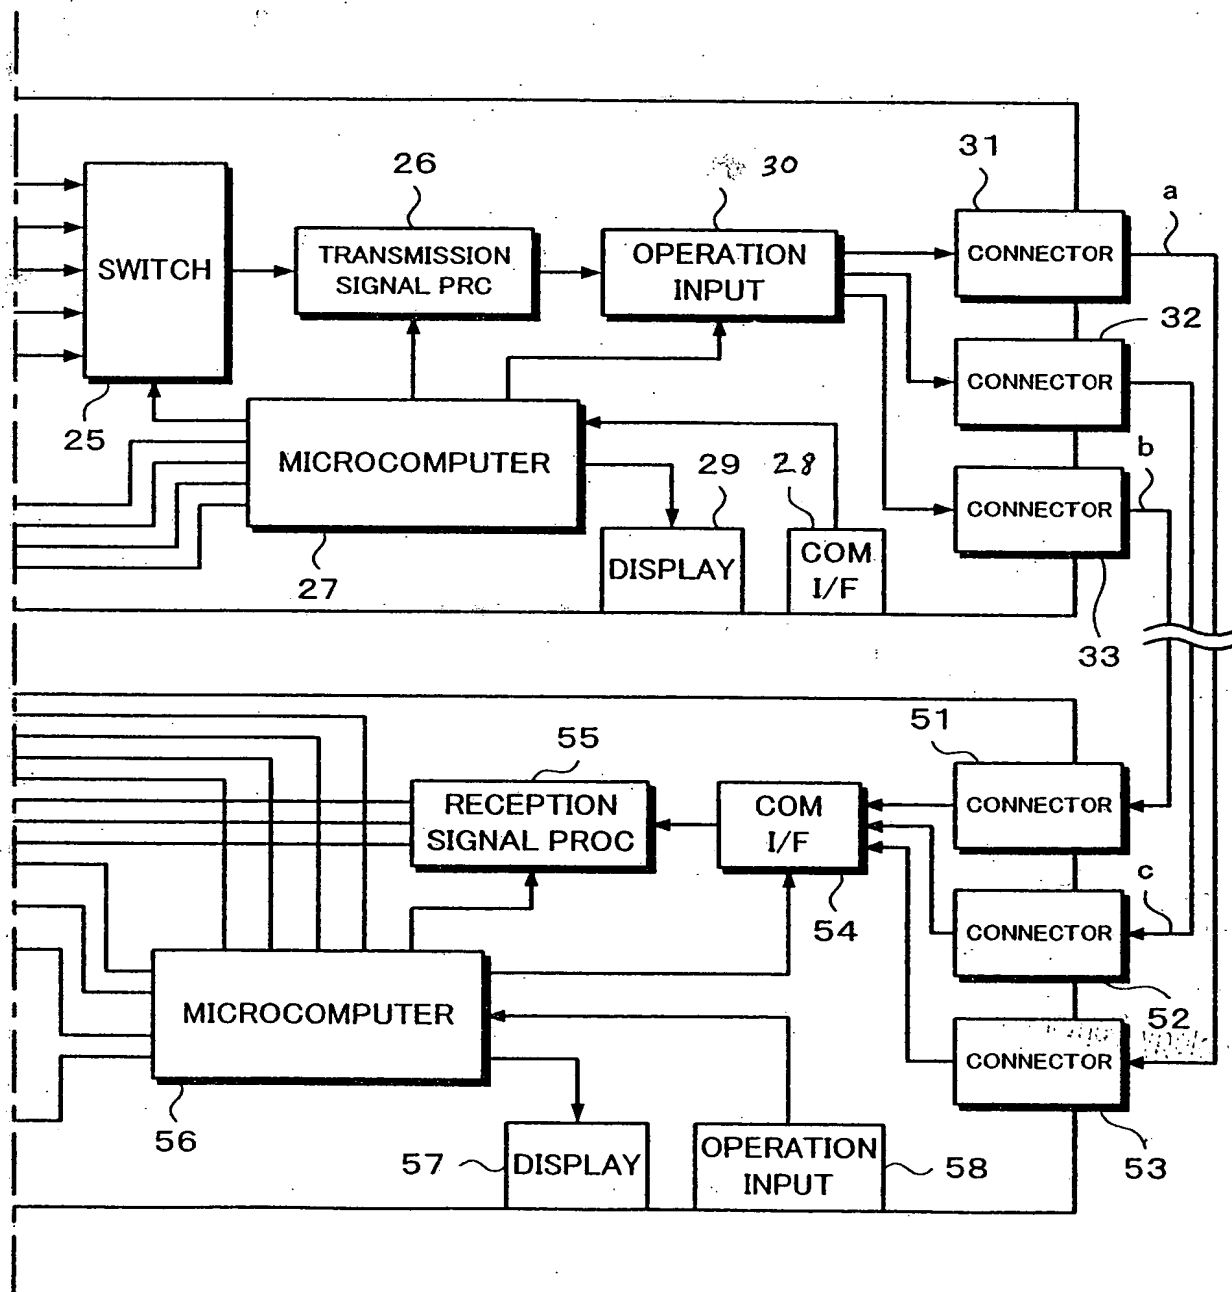 31
26
30
a
CONNECTOR
SWITCH
TRANSMISSION
SIGNAL PRC
OPERATION
INPUT
32
CONNECTOR
25
MICROCOMPUTER
29
28
b
CONNECTOR
27
DISPLAY
COM
I/F
33
51
55
RECEPTION
SIGNAL PROC
COM
I/F
CONNECTOR
54
c
CONNECTOR
MICROCOMPUTER
52
CONNECTOR
56
57
DISPLAY
OPERATION
INPUT
58
53